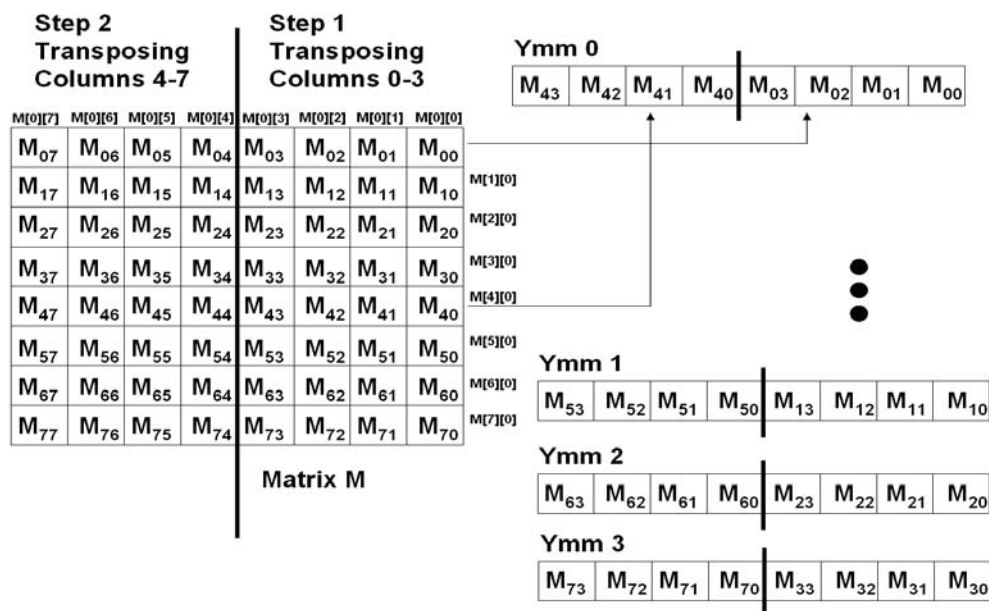 Step 2
Transposing
Columns 4-7
Step 1
Transposing
Columns 0-3
M[0][7] M[0][6] M[0][5] M[0][4] M[0][3] M[0][2] M[0][1] M[0][0]
M07 M06 M05 M04 M03 M02 M01 M00
M17 M16 M15 M14 M13 M12 M11 M10 M[1][0]
M27 M26 M25 M24 M23 M22 M21 M20 M[2][0]
M37 M36 M35 M34 M33 M32 M31 M30 M[3][0]
M47 M46 M45 M44 M43 M42 M41 M40 M[4][0]
M57 M56 M55 M54 M53 M52 M51 M50 M[5][0]
M67 M66 M65 M64 M63 M62 M61 M60 M[6][0]
M77 M76 M75 M74 M73 M72 M71 M70 M[7][0]
Matrix M
Ymm 0
M43 M42 M41 M40 M03 M02 M01 M00
Ymm 1
M53 M52 M51 M50 M13 M12 M11 M10
Ymm 2
M63 M62 M61 M60 M23 M22 M21 M20
Ymm 3
M73 M72 M71 M70 M33 M32 M31 M30